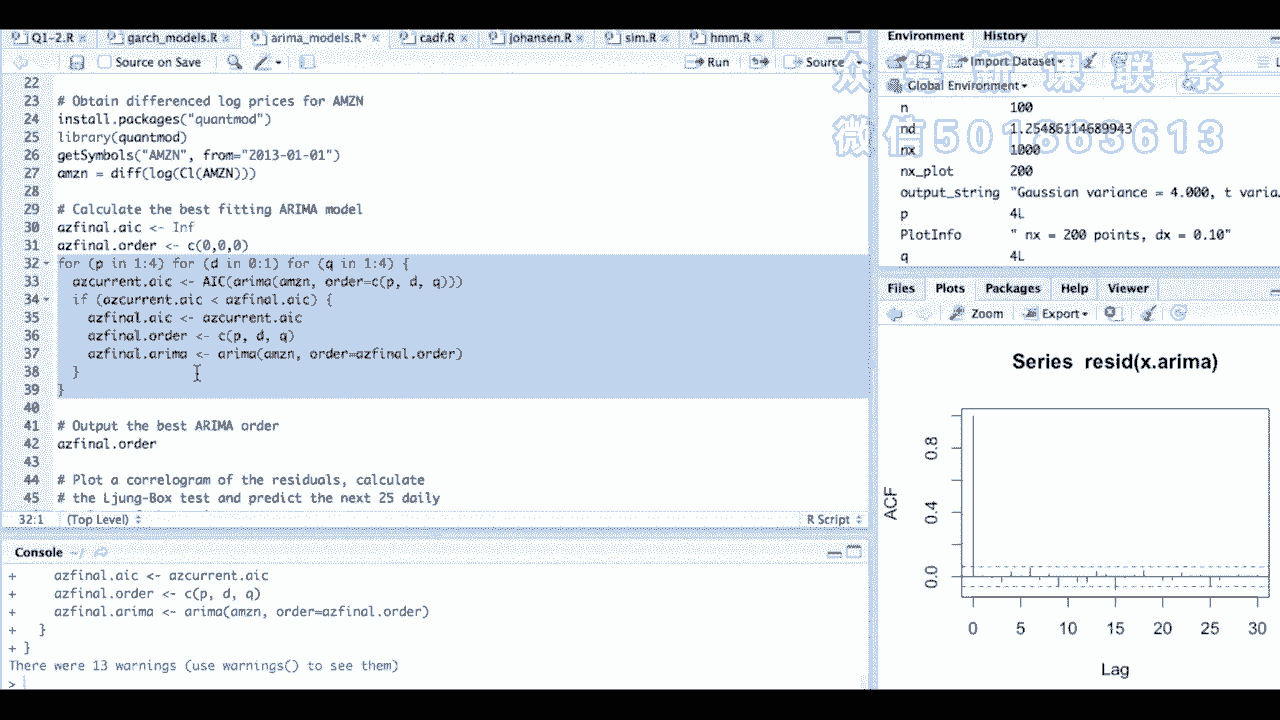 Q1-2.R garch_models.R arima_models.R* cadf.R johansen.R sim.R hmm.R
Source on Save Run Source
22
23 # Obtain differenced log prices for AMZN
24 install.packages("quantmod")
25 library(quantmod)
26 getSymbols("AMZN", from="2013-01-01")
27 amzn = diff(log(Cl(AMZN)))
28
29 # Calculate the best fitting ARIMA model
30 azfinal.aic <- Inf
31 azfinal.order <- c(0,0,0)
32 for (p in 1:4) for (d in 0:1) for (q in 1:4) {
33 azcurrent.aic <- AIC(arima(amzn, order=c(p, d, q)))
34 if (azcurrent.aic < azfinal.aic) {
35 azfinal.aic <- azcurrent.aic
36 azfinal.order <- c(p, d, q)
37 azfinal.arima <- arima(amzn, order=azfinal.order)
38 }
39 }
40
41 # Output the best ARIMA order
42 azfinal.order
43
44 # Plot a correlogram of the residuals, calculate
45 # the Ljung-Box test and predict the next 25 daily
32:1 (Top Level) R Script
Console ~/
+ azfinal.aic <- azcurrent.aic
+ azfinal.order <- c(p, d, q)
+ azfinal.arima <- arima(amzn, order=azfinal.order)
+ }
+ }
There were 13 warnings (use warnings() to see them)
>
Environment History
Import Dataset
Global Environment
n 100
nd 1.25486114689943
nx 1000
nx_plot 200
output_string "Gaussian variance = 4.000, t varia
p 4L
PlotInfo " nx = 200 points, dx = 0.10"
q 4L
Files Plots Packages Help Viewer
Zoom Export
Series resid(x.arima)
ACF
0.8
0.4
0.0
0 5 10 15 20 25 30
Lag
众筹新课联系
微信501863613